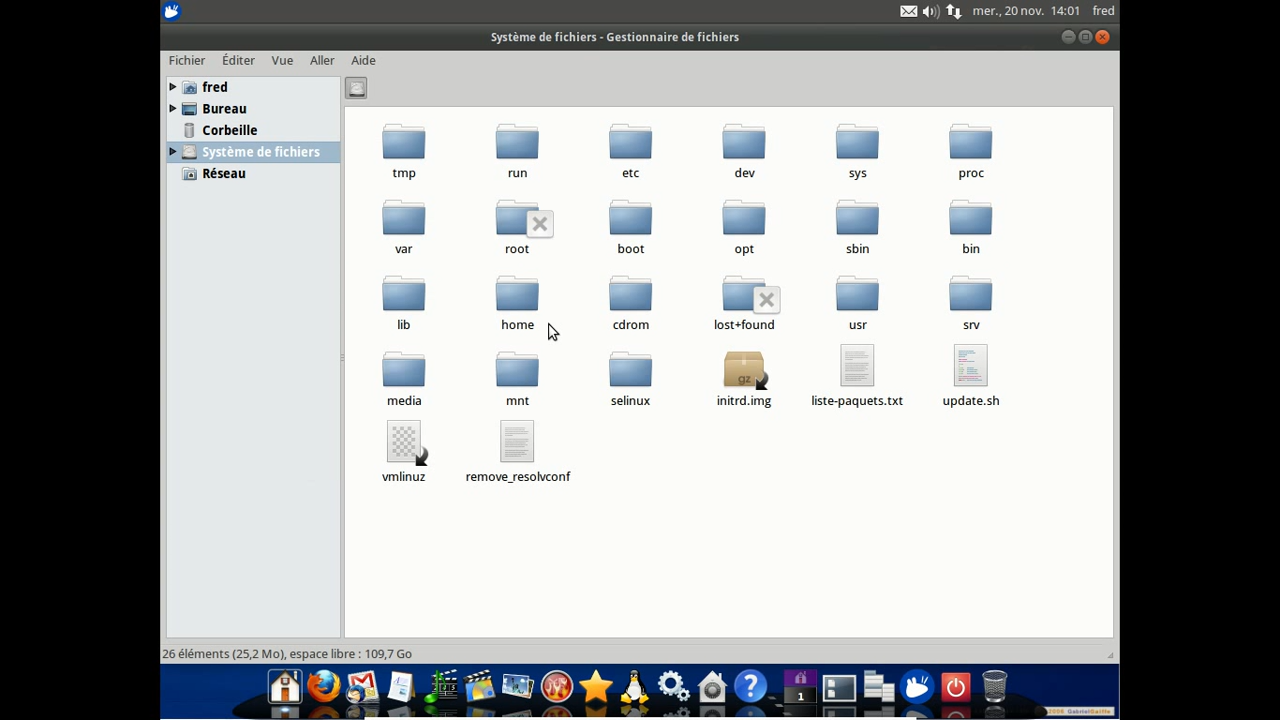 mer., 20 nov. 14:01 fred
Système de fichiers - Gestionnaire de fichiers
Fichier Éditer Vue Aller Aide
fred
Bureau
Corbeille
Système de fichiers
Réseau
tmp run etc dev sys proc
var root boot opt sbin bin
lib home cdrom lost+found usr srv
gz
media mnt selinux initrd.img liste-paquets.txt update.sh
vmlinuz remove_resolvconf
26 éléments (25,2 Mo), espace libre : 109,7 Go
1